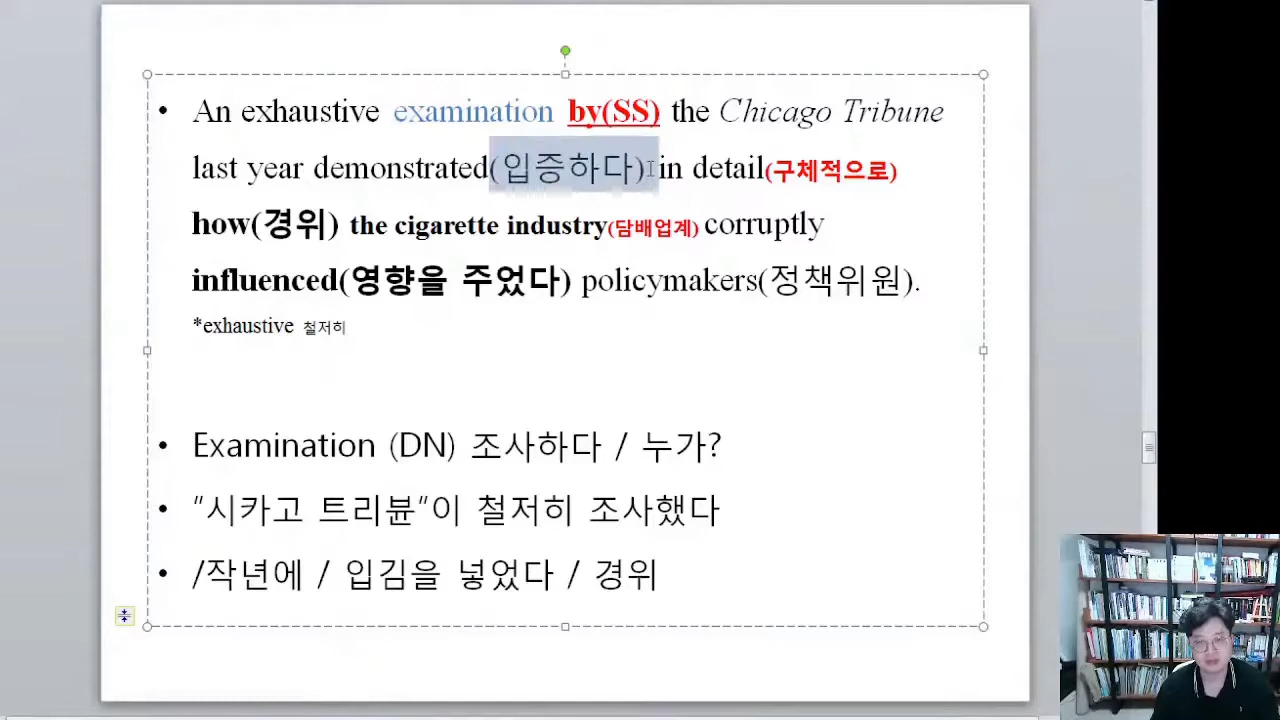 • An exhaustive examination by(SS) the Chicago Tribune
last year demonstrated(입증하다) in detail(구체적으로)
how(경위) the cigarette industry(담배업계) corruptly
influenced(영향을 주었다) policymakers(정책위원).
*exhaustive 철저히
• Examination (DN) 조사하다 / 누가?
• "시카고 트리뷴"이 철저히 조사했다
• /작년에 / 입김을 넣었다 / 경위